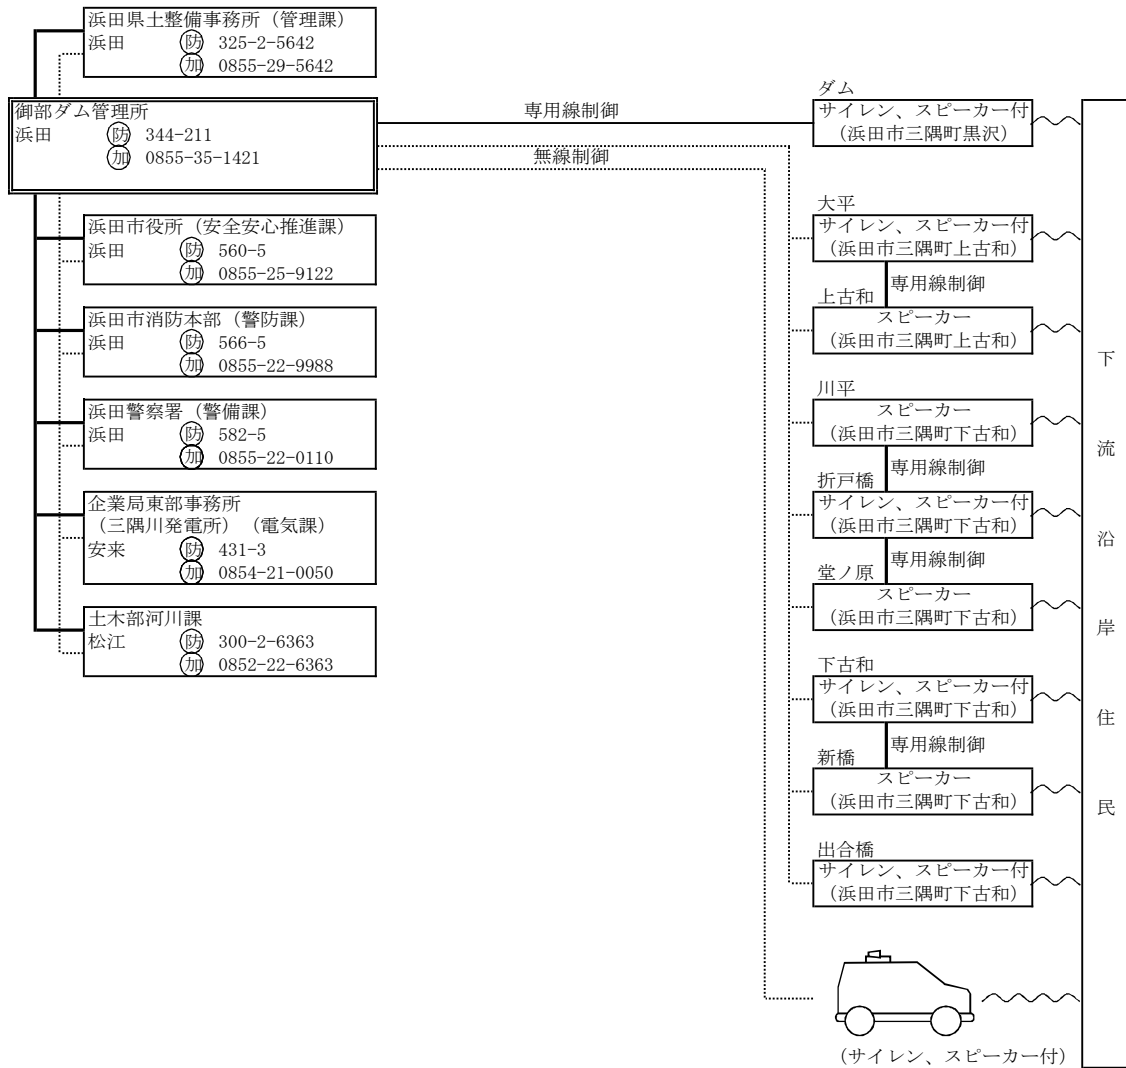 浜田県土整備事務所（管理課）
浜田 防 325-2-5642
加 0855-29-5642
御部ダム管理所
浜田 防 344-211
加 0855-35-1421
浜田市役所（安全安心推進課）
浜田 防 560-5
加 0855-25-9122
浜田市消防本部（警防課）
浜田 防 566-5
加 0855-22-9988
浜田警察署（警備課）
浜田 防 582-5
加 0855-22-0110
企業局東部事務所
（三隅川発電所）（電気課）
安来 防 431-3
加 0854-21-0050
土木部河川課
松江 防 300-2-6363
加 0852-22-6363
専用線制御
無線制御
ダム
サイレン、スピーカー付
（浜田市三隅町黒沢）
大平
サイレン、スピーカー付
（浜田市三隅町上古和）
専用線制御
上古和
スピーカー
（浜田市三隅町上古和）
川平
スピーカー
（浜田市三隅町下古和）
専用線制御
折戸橋
サイレン、スピーカー付
（浜田市三隅町下古和）
専用線制御
堂ノ原
スピーカー
（浜田市三隅町下古和）
下古和
サイレン、スピーカー付
（浜田市三隅町下古和）
専用線制御
新橋
スピーカー
（浜田市三隅町下古和）
出合橋
サイレン、スピーカー付
（浜田市三隅町下古和）
（サイレン、スピーカー付）
下流沿岸住民